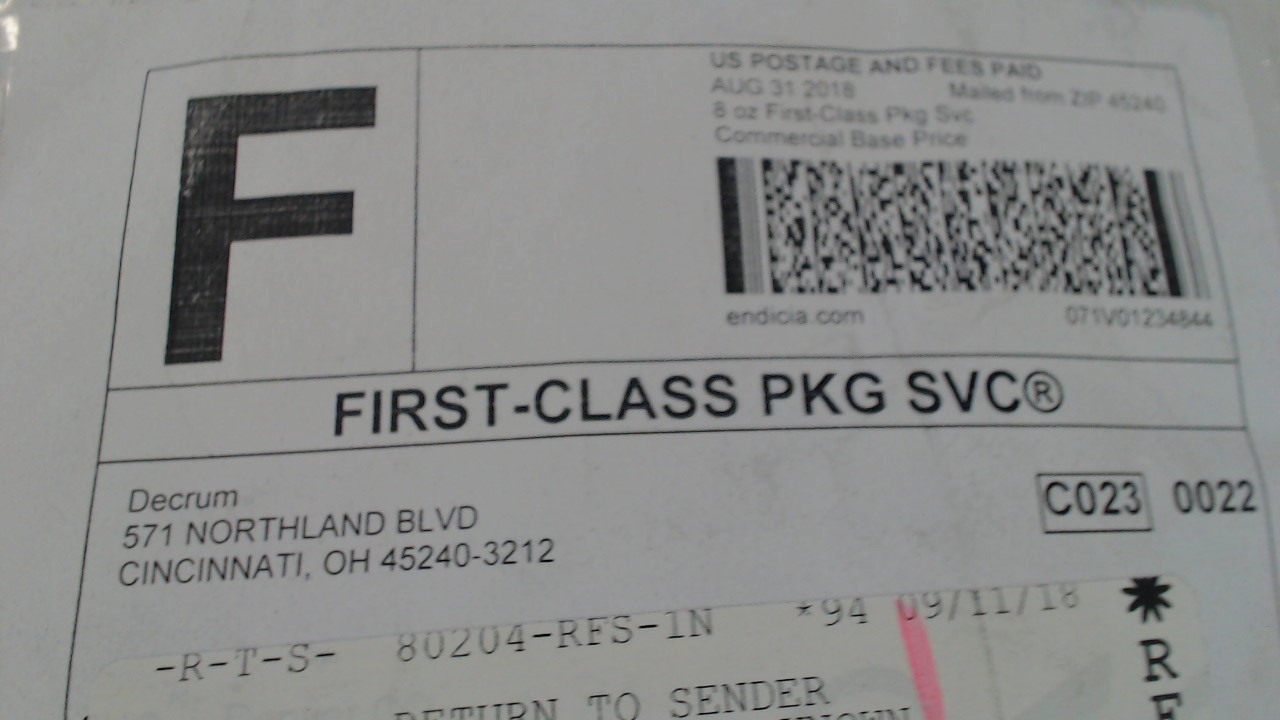 F
US POSTAGE AND FEES PAID
AUG 31 2018 Mailed from ZIP 45240
8 oz First-Class Pkg Svc
Commercial Base Price
endicia.com 071V01234844
FIRST-CLASS PKG SVC®
Decrum
571 NORTHLAND BLVD
CINCINNATI, OH 45240-3212
C023 0022
-R-T-S- 80204-RFS-1N *94 09/11/18
RETURN TO SENDER
*
R
F